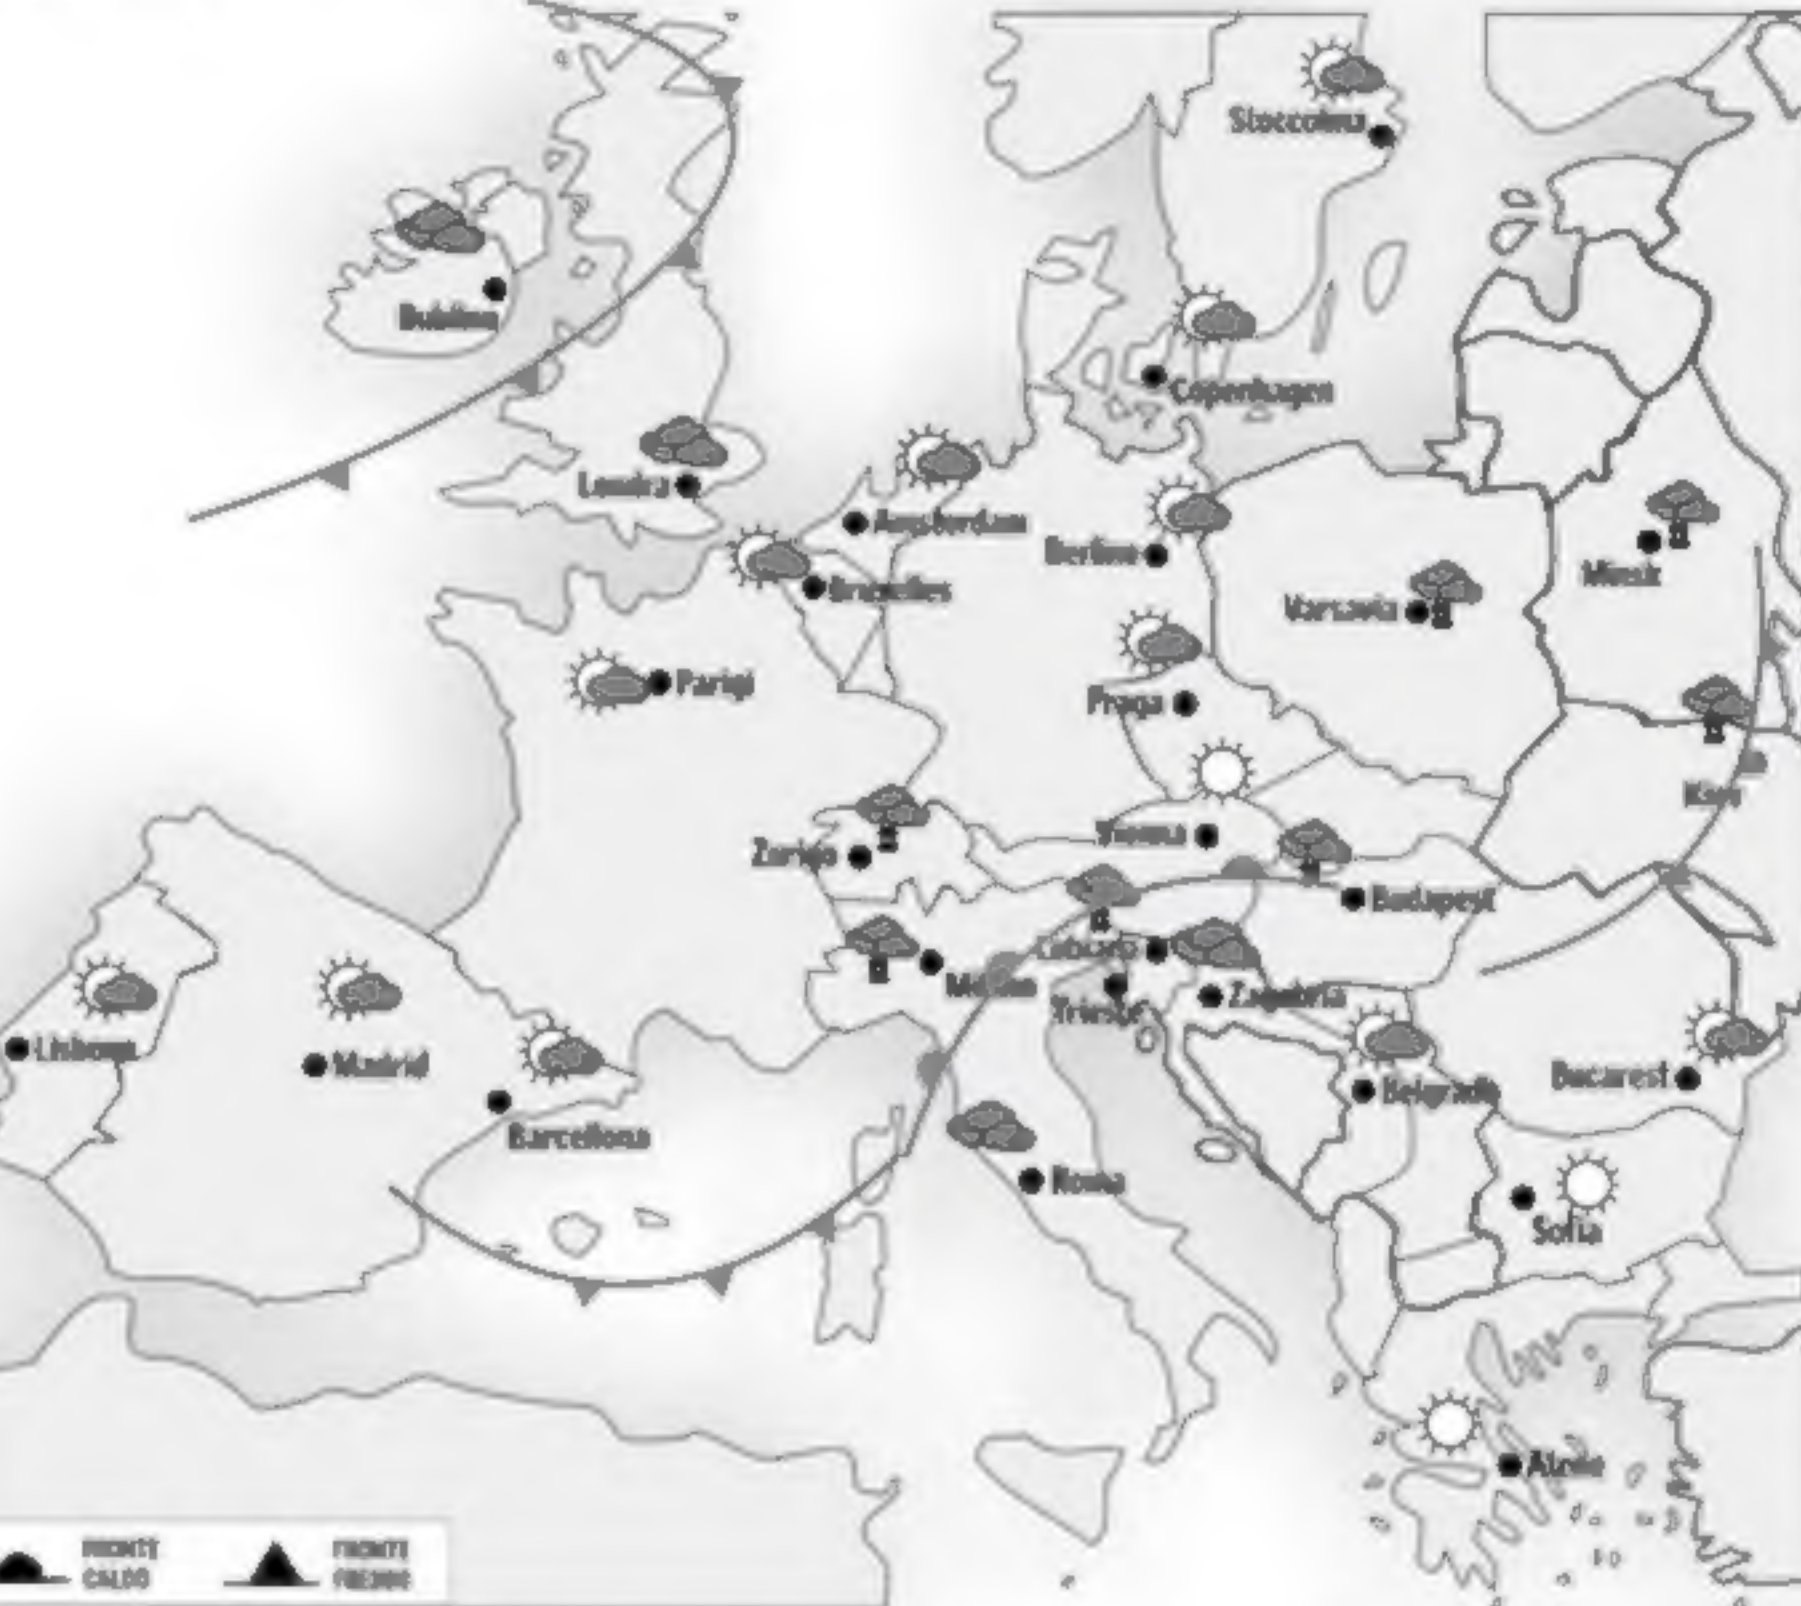 Stoccolma
Dublino
Copenhagen
Londra
Amsterdam
Berlino
Minsk
Bruxelles
Varsavia
Parigi
Praga
Kiev
Vienna
Zurigo
Budapest
Lubiana
Milano
Zagabria
Trieste
Lisbona
Madrid
Belgrado
Bucarest
Barcellona
Roma
Sofia
Atene
FRONTE
CALDO
FRONTE
FREDDO